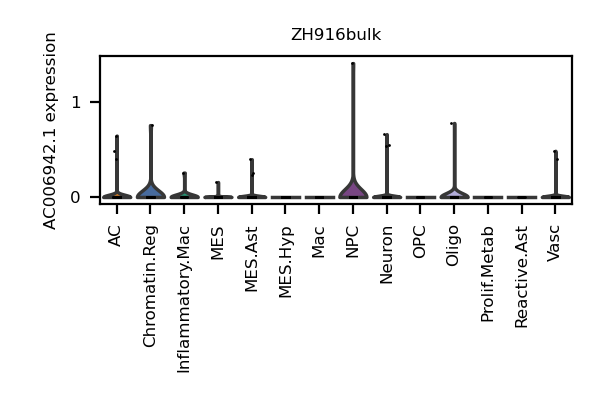 ZH916bulk
AC006942.1 expression
1
0
AC
Chromatin.Reg
Inflammatory.Mac
MES
MES.Ast
MES.Hyp
Mac
NPC
Neuron
OPC
Oligo
Prolif.Metab
Reactive.Ast
Vasc